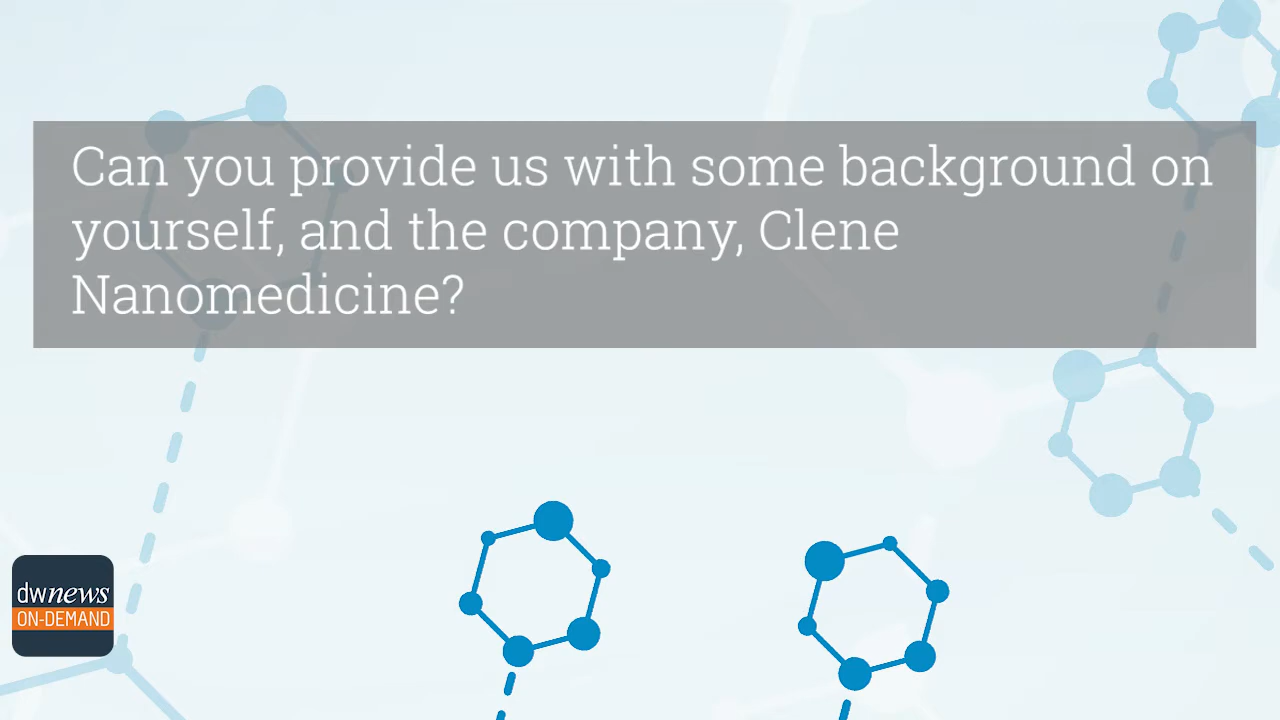 Can you provide us with some background on
yourself, and the company, Clene
Nanomedicine?
dwnews
ON-DEMAND